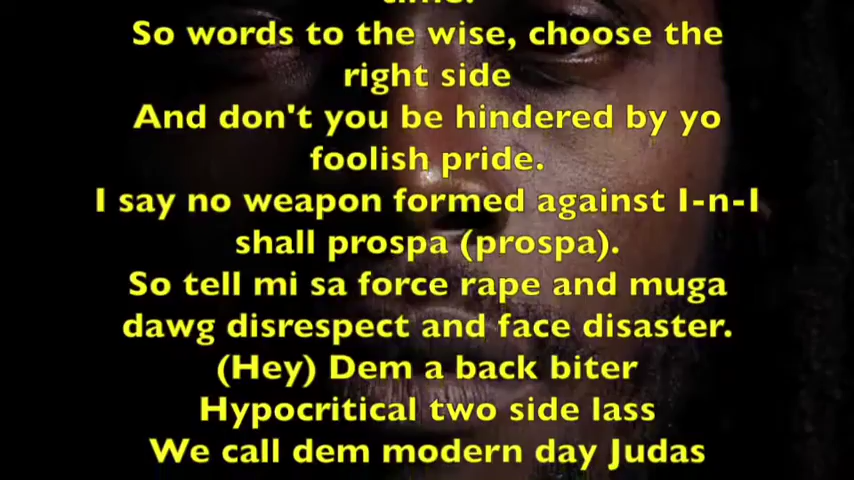 time.
So words to the wise, choose the
right side
And don't you be hindered by yo
foolish pride.
I say no weapon formed against I-n-I
shall prospa (prospa).
So tell mi sa force rape and muga
dawg disrespect and face disaster.
(Hey) Dem a back biter
Hypocritical two side lass
We call dem modern day Judas